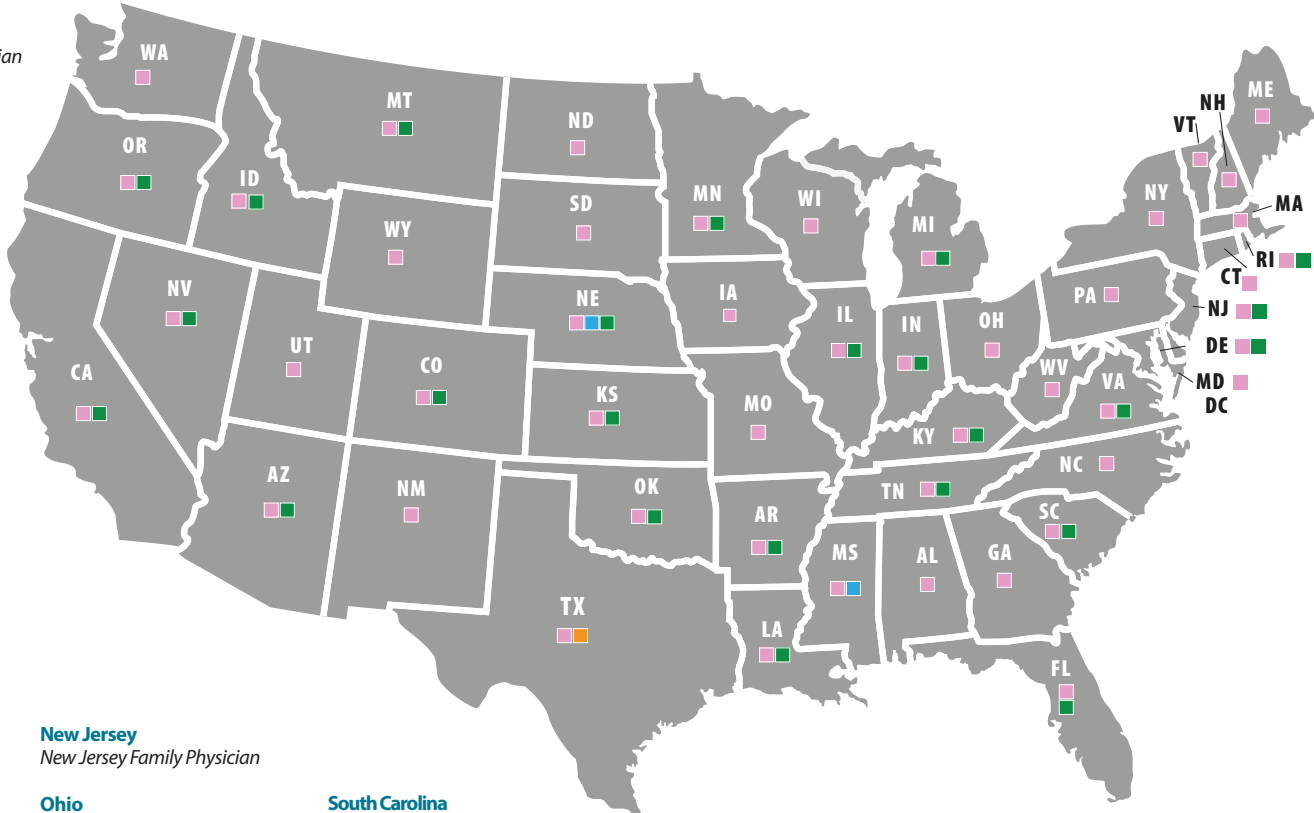 ian
WA
MT
ND
OR
ID
SD
MN
WI
MI
WY
NY
VT
NH
ME
MA
RI
CT
NV
NE
IA
PA
NJ
UT
CO
IL
IN
OH
DE
CA
KS
MO
WV
VA
MD
DC
KY
NC
AZ
NM
OK
AR
TN
SC
MS
AL
GA
TX
LA
FL
New Jersey
New Jersey Family Physician
Ohio
South Carolina